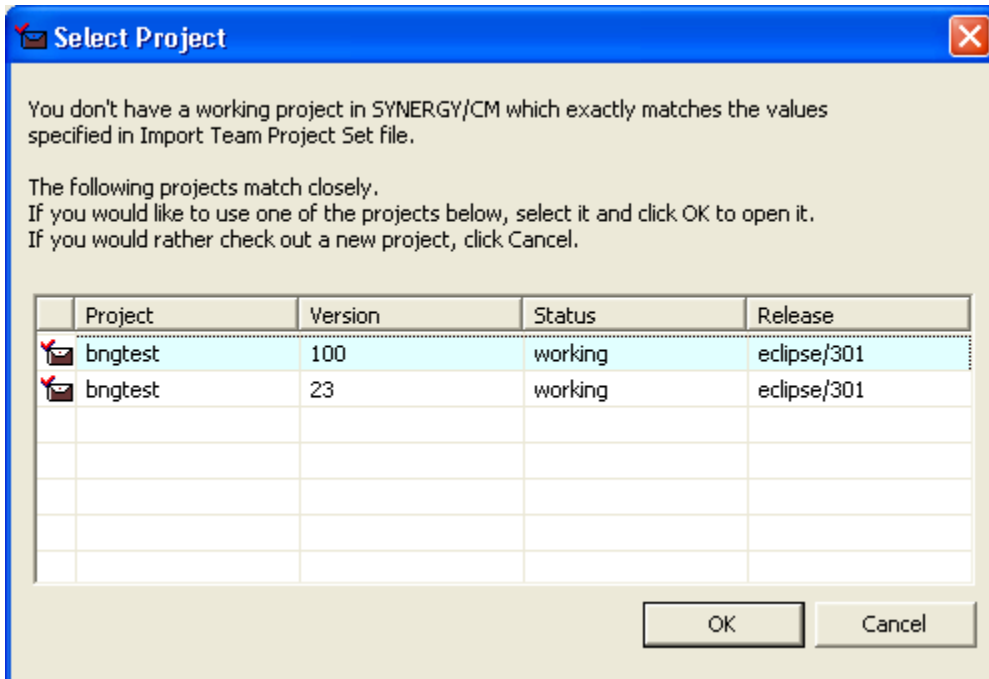 Select Project
You don't have a working project in SYNERGY/CM which exactly matches the values
specified in Import Team Project Set file.
The following projects match closely.
If you would like to use one of the projects below, select it and click OK to open it.
If you would rather check out a new project, click Cancel.
Project Version Status Release
bngtest 100 working eclipse/301
bngtest 23 working eclipse/301
OK Cancel